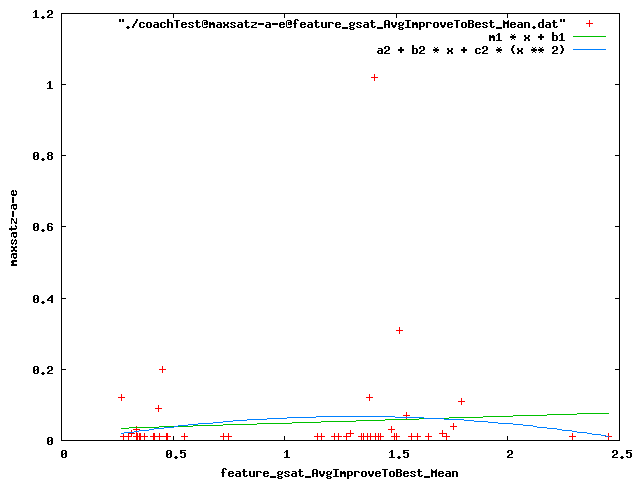 "./coachTest@maxsatz-a-e@feature_gsat_AvgImproveToBest_Mean.dat"
m1 * x + b1
a2 + b2 * x + c2 * (x ** 2)
1.2
1
0.8
0.6
0.4
0.2
0
maxsatz-a-e
0 0.5 1 1.5 2 2.5
feature_gsat_AvgImproveToBest_Mean